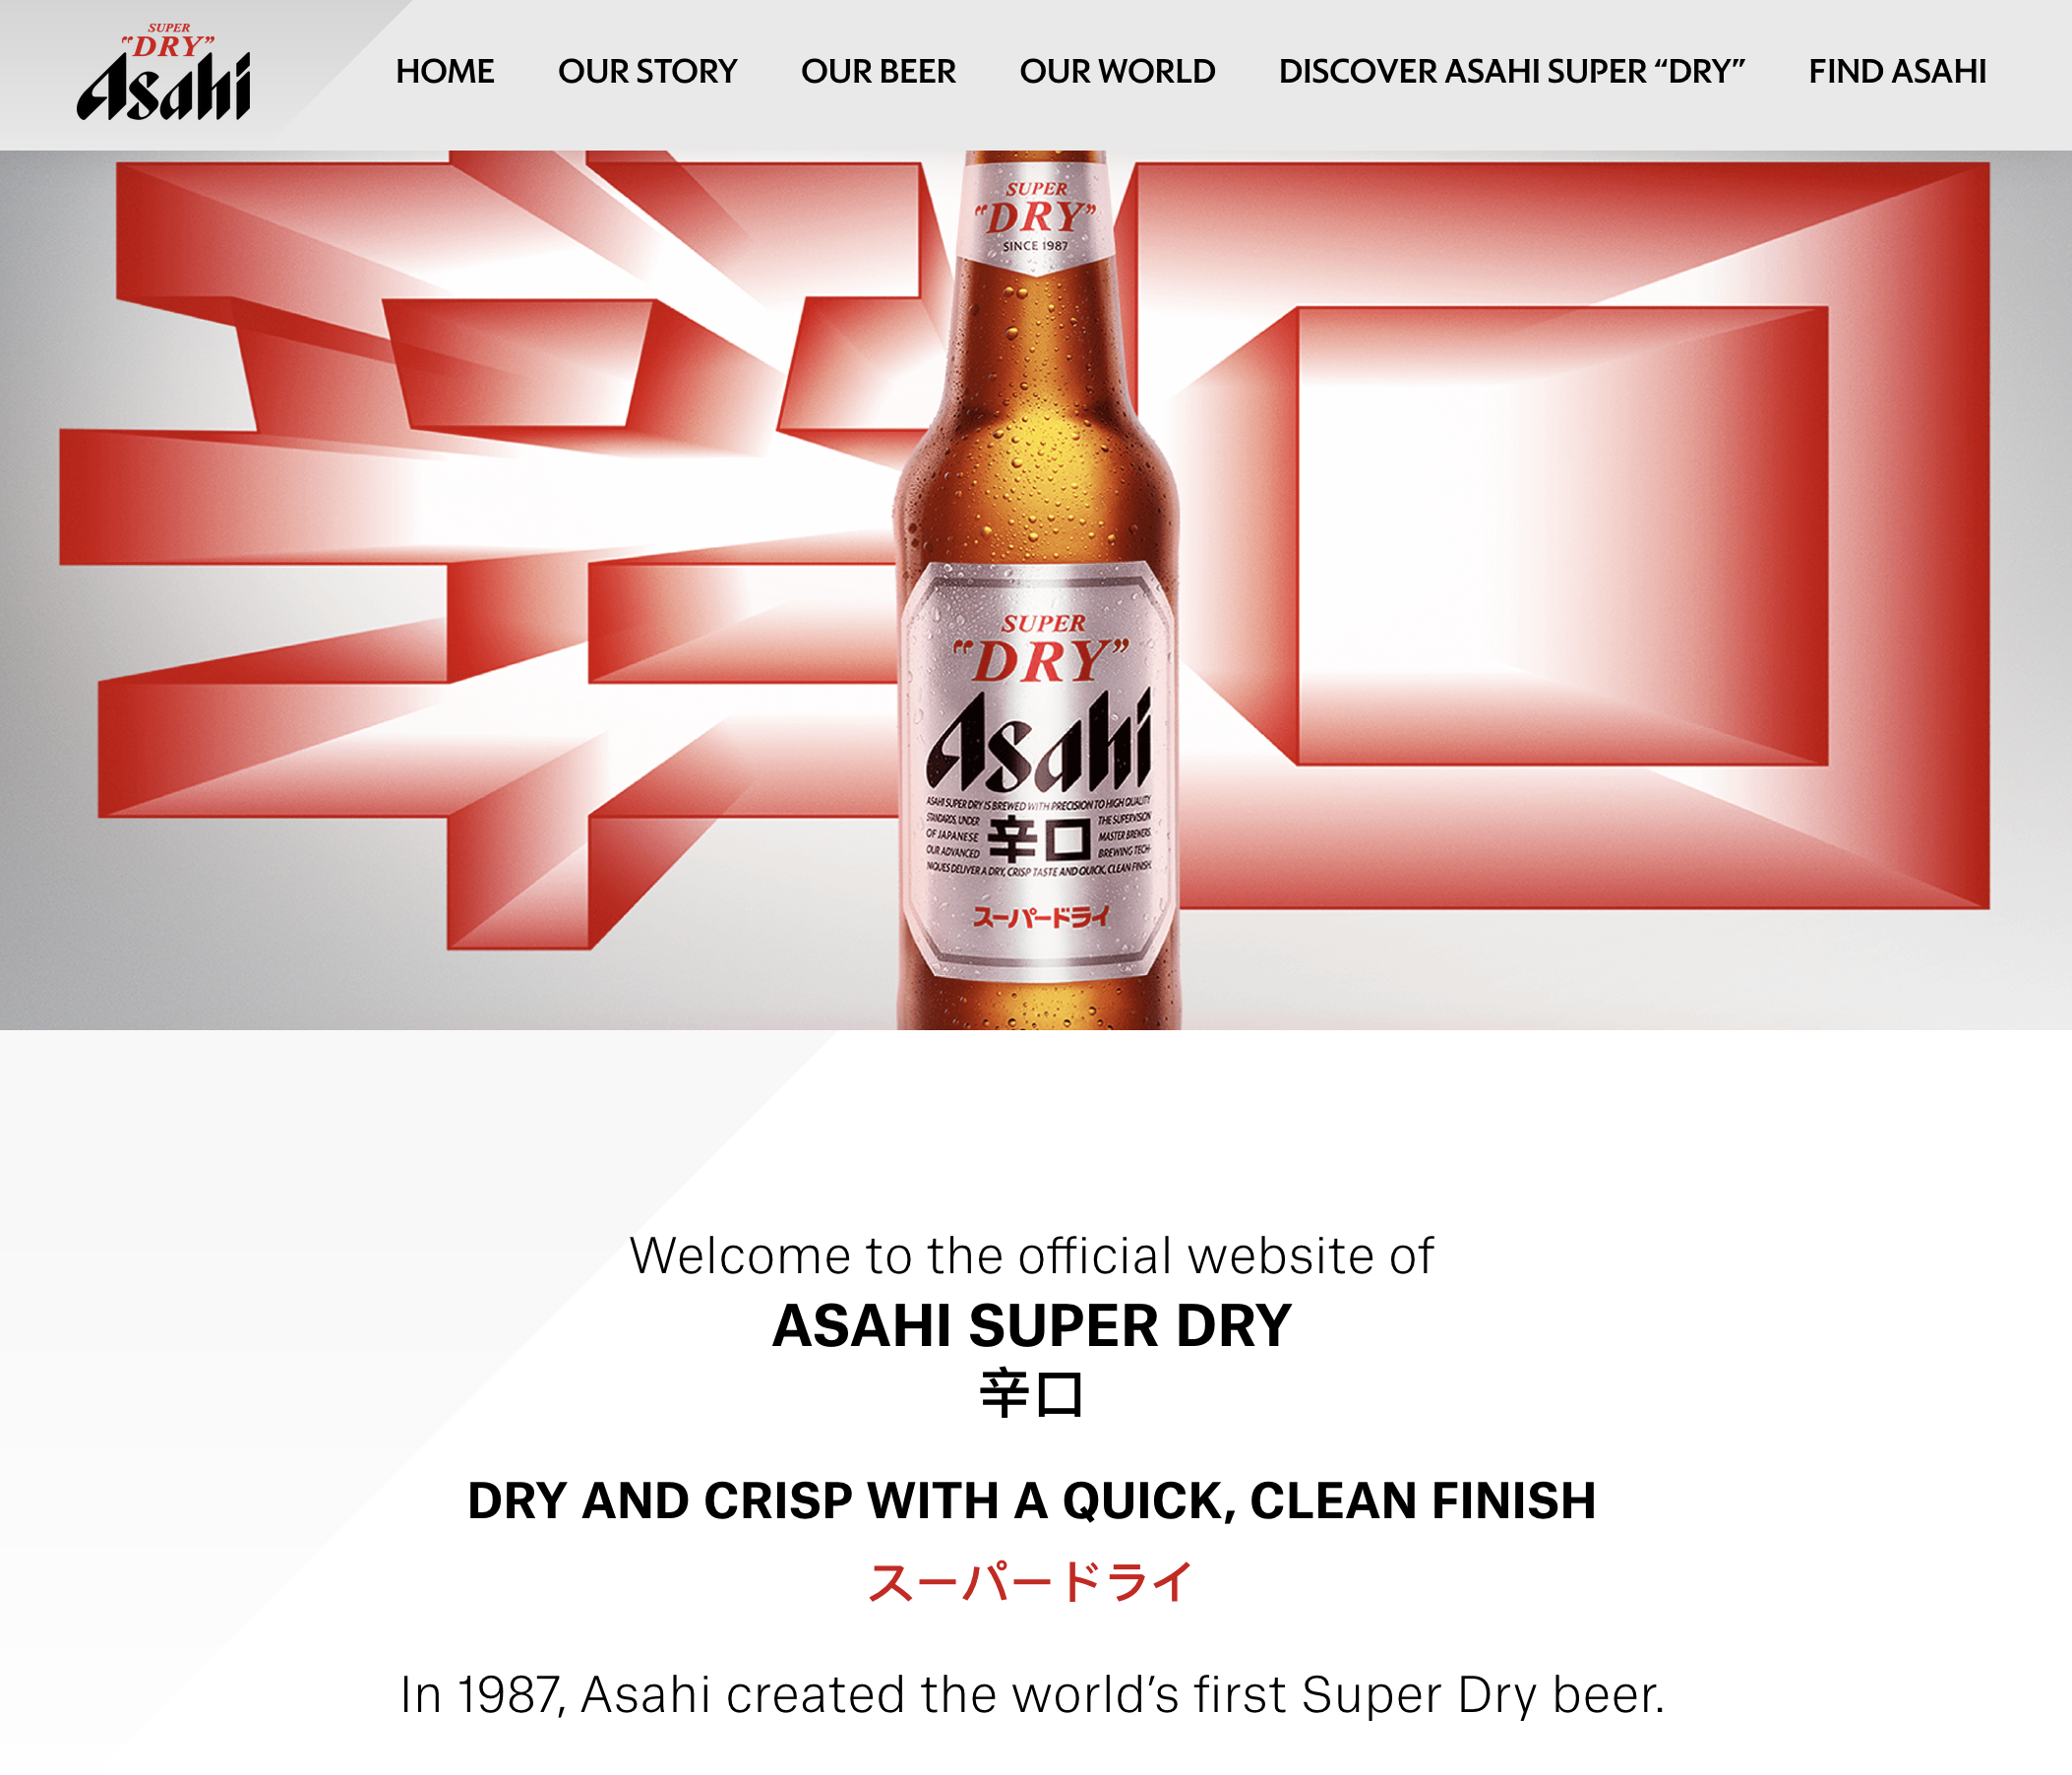 SUPER
"DRY"
Asahi
HOME OUR STORY OUR BEER OUR WORLD DISCOVER ASAHI SUPER “DRY” FIND ASAHI
辛口
SUPER
"DRY"
SINCE 1987
SUPER
"DRY"
Asahi
ASAHI SUPER DRY IS BREWED WITH PRECISION TO HIGH QUALITY
STANDARDS, UNDER THE SUPERVISION
OF JAPANESE 辛口 MASTER BREWERS.
OUR ADVANCED BREWING TECH-
NIQUES DELIVER A DRY, CRISP TASTE AND QUICK, CLEAN FINISH.
スーパードライ
Welcome to the official website of
ASAHI SUPER DRY
辛口
DRY AND CRISP WITH A QUICK, CLEAN FINISH
スーパードライ
In 1987, Asahi created the world’s first Super Dry beer.